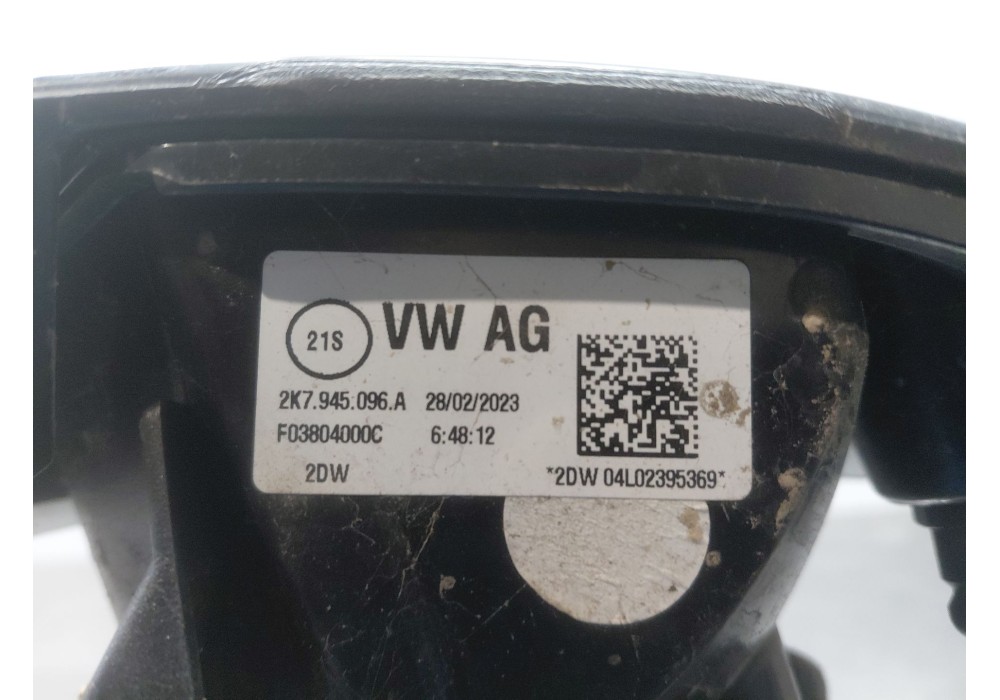 21S
VW AG
2K7.945.096.A 28/02/2023
F03804000C 6:48:12
2DW
*2DW 04L02395369*